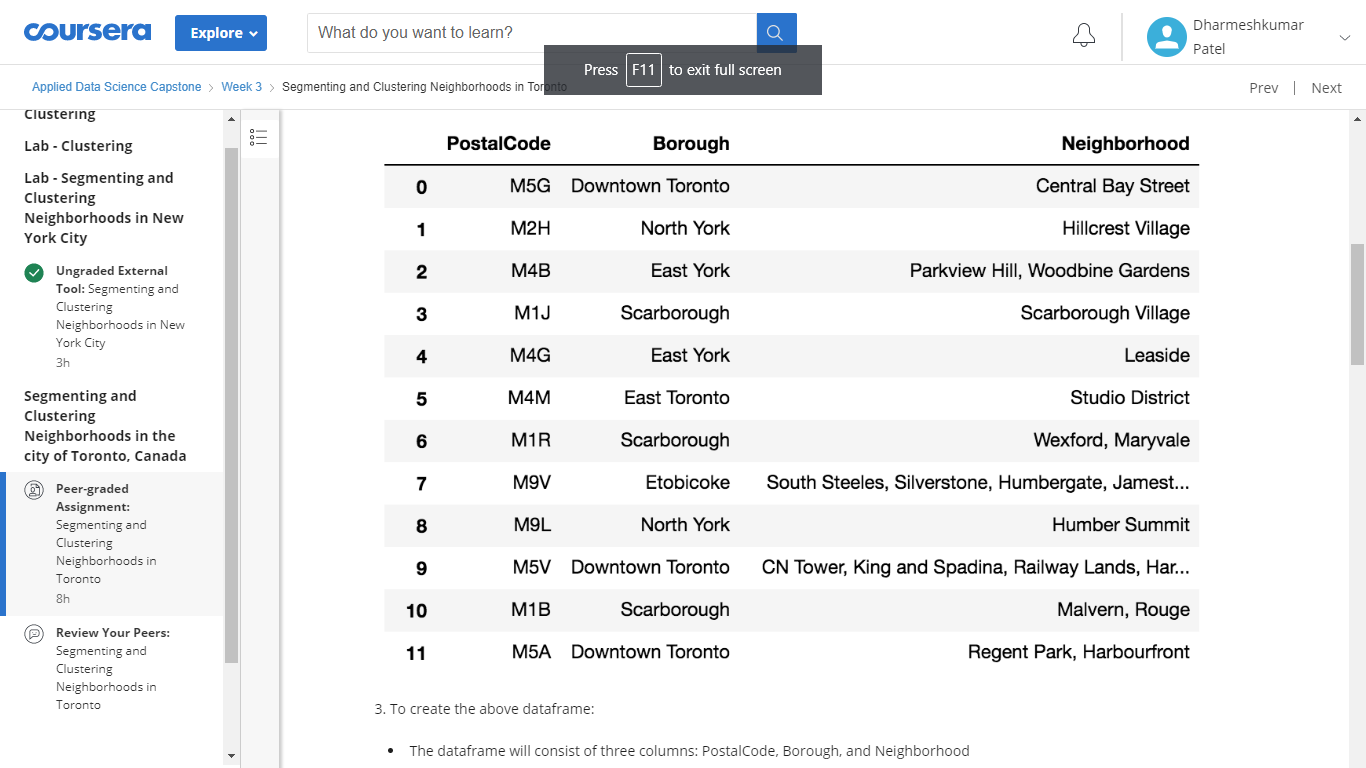 coursera
Explore
What do you want to learn?
Dharmeshkumar
Patel
Press F11 to exit full screen
Applied Data Science Capstone > Week 3 > Segmenting and Clustering Neighborhoods in Toronto
Prev | Next
Clustering
Lab - Clustering
Lab - Segmenting and
Clustering
Neighborhoods in New
York City
Ungraded External
Tool: Segmenting and
Clustering
Neighborhoods in New
York City
3h
Segmenting and
Clustering
Neighborhoods in the
city of Toronto, Canada
Peer-graded
Assignment:
Segmenting and
Clustering
Neighborhoods in
Toronto
8h
Review Your Peers:
Segmenting and
Clustering
Neighborhoods in
Toronto
PostalCode Borough Neighborhood
0 M5G Downtown Toronto Central Bay Street
1 M2H North York Hillcrest Village
2 M4B East York Parkview Hill, Woodbine Gardens
3 M1J Scarborough Scarborough Village
4 M4G East York Leaside
5 M4M East Toronto Studio District
6 M1R Scarborough Wexford, Maryvale
7 M9V Etobicoke South Steeles, Silverstone, Humbergate, Jamest...
8 M9L North York Humber Summit
9 M5V Downtown Toronto CN Tower, King and Spadina, Railway Lands, Har...
10 M1B Scarborough Malvern, Rouge
11 M5A Downtown Toronto Regent Park, Harbourfront
3. To create the above dataframe:
• The dataframe will consist of three columns: PostalCode, Borough, and Neighborhood